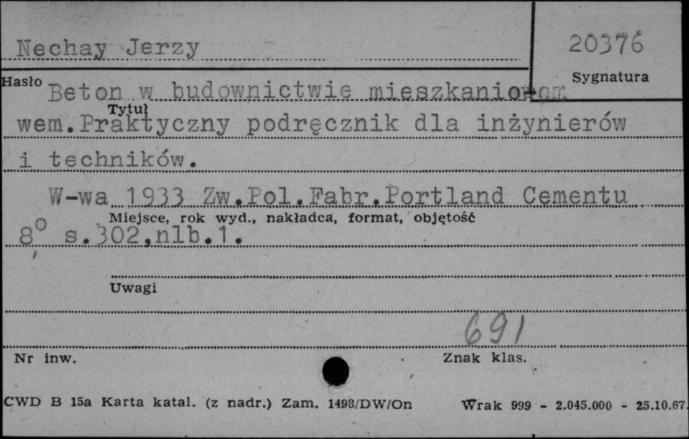 Nechay Jerzy
20376
Hasło
Sygnatura
Beton w budownictwie mieszkanio
Tytuł
wem.Praktyczny podręcznik dla inżynierów
i techników.
W-wa 1933 Zw.Pol.Fabr.Portland Cementu
Miejsce, rok wyd., nakładca, format, objętość
8° s.302,nlb.1.
Uwagi
691
Nr inw.
Znak klas.
CWD B 15a Karta katal. (z nadr.) Zam. 1498/DW/On Wrak 999 - 2.045.000 - 25.10.67.